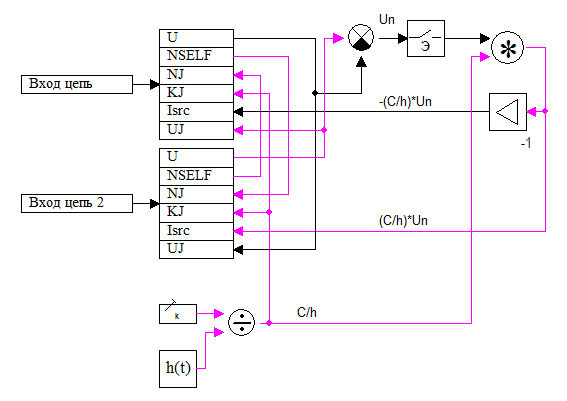 Un
U
NSELF
NJ
KJ
Isrc
UJ
Вход цепь
Э
*
-(C/h)*Un
-1
U
NSELF
NJ
KJ
Isrc
UJ
Вход цепь 2
(C/h)*Un
k
C/h
÷
h(t)